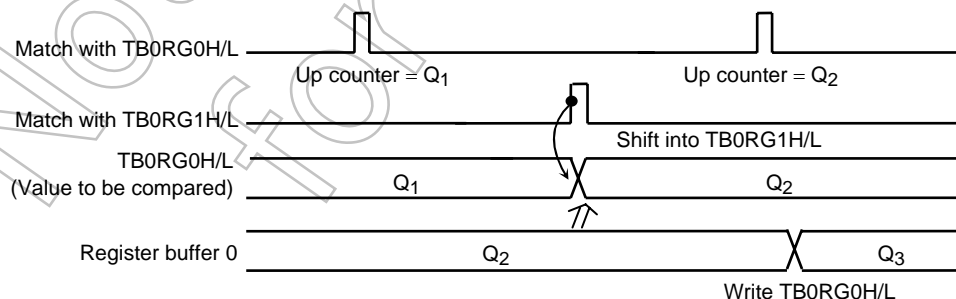 Match with TB0RG0H/L
Up counter = Q1
Up counter = Q2
Match with TB0RG1H/L
Shift into TB0RG1H/L
TB0RG0H/L
(Value to be compared)
Q1
Q2
Register buffer 0
Q2
Q3
Write TB0RG0H/L